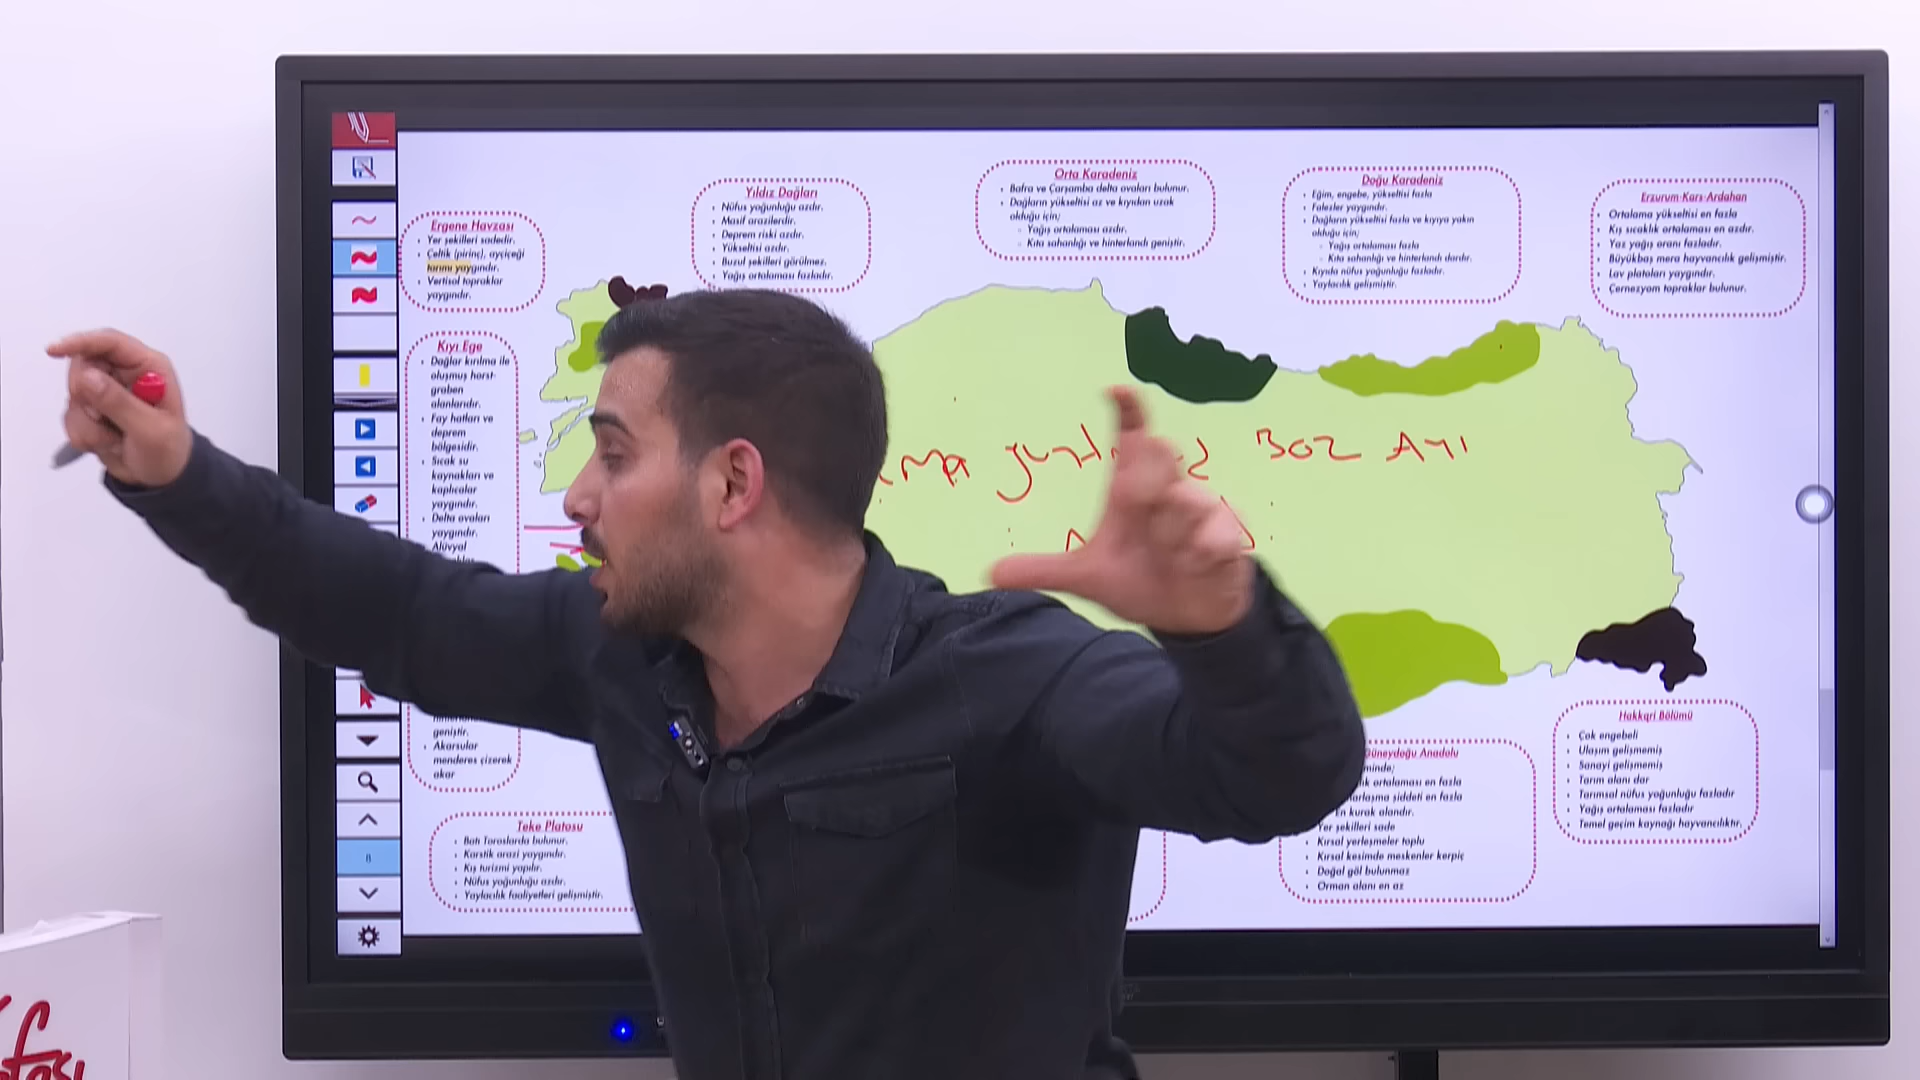 Ergene Havzası
Yer şekilleri sadedir.
Çeltik (pirinç), ayçiçeği
tarımı yaygındır.
Vertisol topraklar
yaygındır.
Yıldız Dağları
Nüfus yoğunluğu azdır.
Masif arazilerdir.
Deprem riski azdır.
Yükseltisi azdır.
Buzul şekilleri görülmez.
Yağış ortalaması fazladır.
Orta Karadeniz
Bafra ve Çarşamba delta ovaları bulunur.
Dağların yükseltisi az ve kıyıdan uzak
olduğu için;
Yağış ortalaması azdır.
Kıta sahanlığı ve hinterlandı geniştir.
Doğu Karadeniz
Eğim, engebe, yükseltisi fazla
Falezler yaygındır.
Dağların yükseltisi fazla ve kıyıya yakın
olduğu için;
Yağış ortalaması fazla
Kıta sahanlığı ve hinterlandı dardır.
Kıyıda nüfus yoğunluğu fazladır.
Yaylacılık gelişmiştir.
Erzurum-Kars-Ardahan
Ortalama yükseltisi en fazla
Kış sıcaklık ortalaması en azdır.
Yaz yağışı oranı fazladır.
Büyükbaş mera hayvancılık gelişmiştir.
Lav platoları yaygındır.
Çernezyom topraklar bulunur.
Kıyı Ege
Dağlar kırılma ile
oluşmuş horst-
graben
alanlarıdır.
Fay hatları ve
deprem
bölgesidir.
Sıcak su
kaynakları ve
kaplıcalar
yaygındır.
Delta ovaları
yaygındır.
Alüvyal
geniştir.
Akarsular
menderes çizerek
akar
BOZ AYI
Teke Platosu
Batı Toroslarda bulunur.
Karstik arazi yaygındır.
Kış turizmi yapılır.
Nüfus yoğunluğu azdır.
Yaylacılık faaliyetleri gelişmiştir.
Güneydoğu Anadolu
ortalaması en fazla
şiddeti en fazla
En kurak alandır.
Yer şekilleri sade
Kırsal yerleşmeler toplu
Kırsal kesimde meskenler kerpiç
Doğal göl bulunmaz
Orman alanı en az
Hakkari Bölümü
Çok engebeli
Ulaşım gelişmemiş
Sanayi gelişmemiş
Tarım alanı dar
Tarımsal nüfus yoğunluğu fazladır
Yağış ortalaması fazladır
Temel geçim kaynağı hayvancılıktır.
8